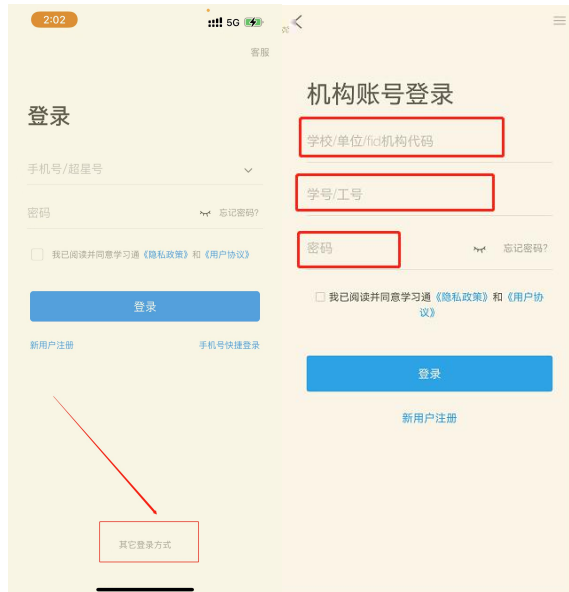 2:02
5G
客服
登录
手机号/超星号
密码
忘记密码?
我已阅读并同意学习通《隐私政策》和《用户协议》
登录
新用户注册
手机号快捷登录
其它登录方式
机构账号登录
学校/单位/fid机构代码
学号/工号
密码
忘记密码?
我已阅读并同意学习通《隐私政策》和《用户协
议》
登录
新用户注册